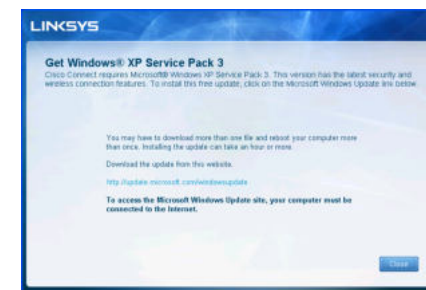 LINKSYS
Get Windows® XP Service Pack 3
Cisco Connect requires Microsoft® Windows XP Service Pack 3. This version has the latest security and
wireless connection features. To install this free update, click on the Microsoft Windows Update link below.
You may have to download more than one file and reboot your computer more
than once. Installing the update can take an hour or more.
Download the update from this website.
http://update.microsoft.com/windowsupdate
To access the Microsoft Windows Update site, your computer must be
connected to the Internet.
Close